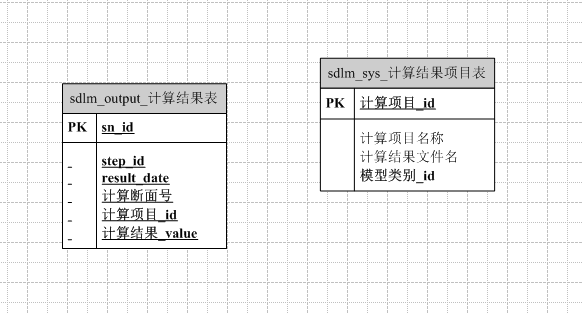 sdlm_output_计算结果表
PK sn_id
_ step_id
_ result_date
_ 计算断面号
_ 计算项目_id
_ 计算结果_value
sdlm_sys_计算结果项目表
PK 计算项目_id
计算项目名称
计算结果文件名
模型类别_id